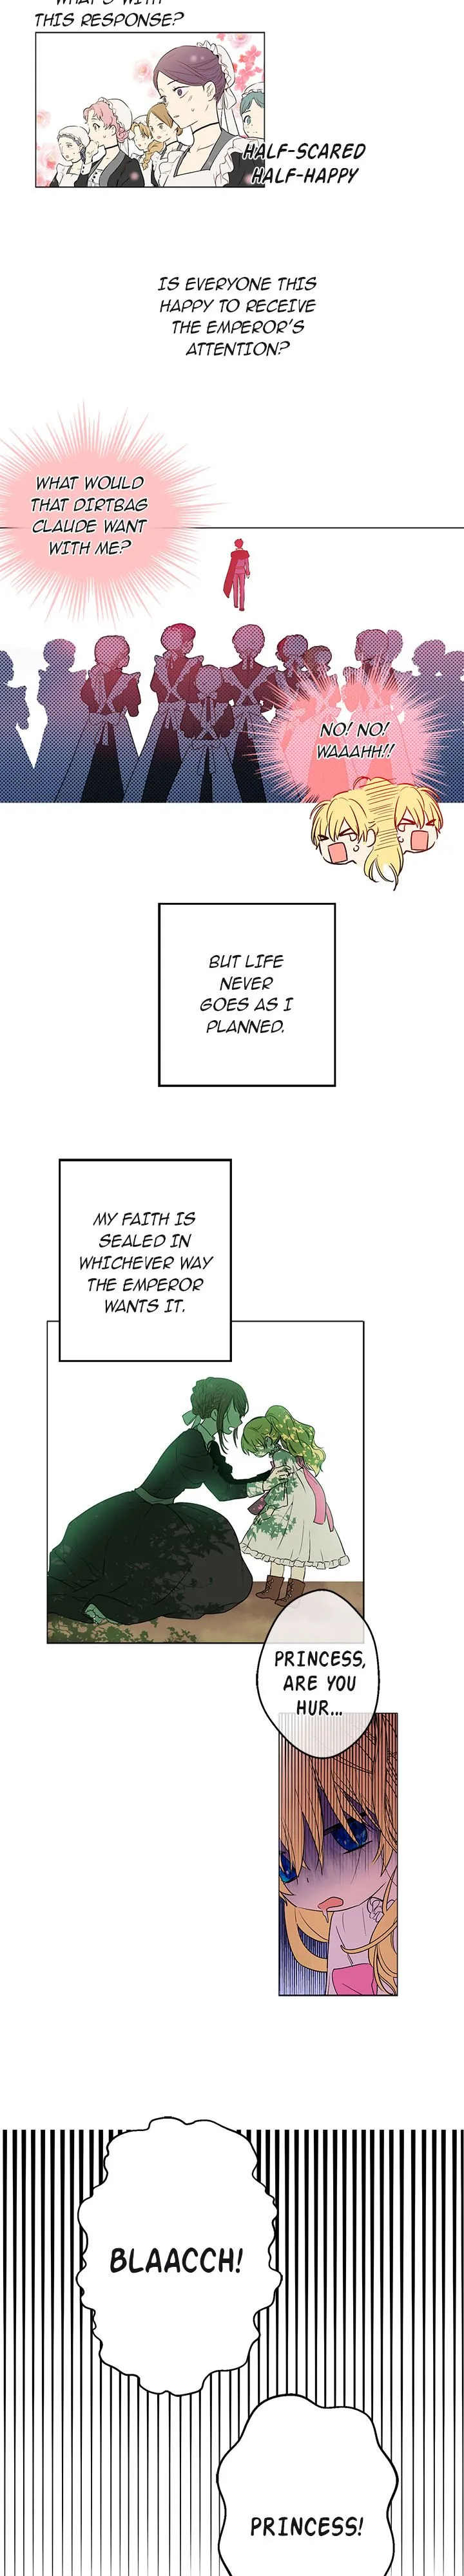 WHAT'S WITH
THIS RESPONSE?
HALF-SCARED
HALF-HAPPY
IS EVERYONE THIS
HAPPY TO RECEIVE
THE EMPEROR'S
ATTENTION?
WHAT WOULD
THAT DIRTBAG
CLAUDE WANT
WITH ME?
NO! NO!
WAAAHH!!
BUT LIFE
NEVER
GOES AS I
PLANNED.
MY FAITH IS
SEALED IN
WHICHEVER WAY
THE EMPEROR
WANTS IT.
PRINCESS,
ARE YOU
HUR...
BLAACCH!
PRINCESS!